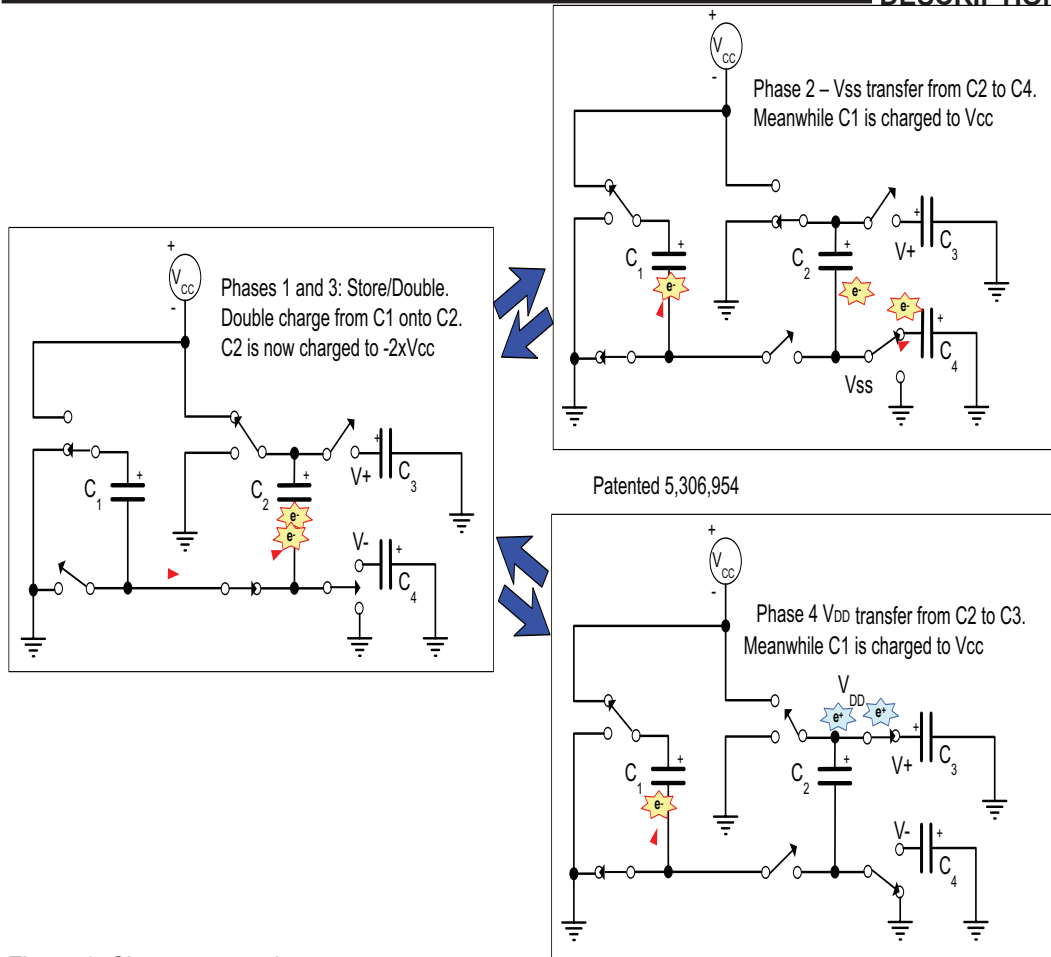 +
V
CC
-
Phase 2 – Vss transfer from C2 to C4.
Meanwhile C1 is charged to Vcc
C
1
+
C
2
+
V+
+
C
3
e-
e-
e-
+
C
4
Vss
+
V
CC
-
Phases 1 and 3: Store/Double.
Double charge from C1 onto C2.
C2 is now charged to -2xVcc
C
1
+
C
2
+
V+
+
C
3
e-
e-
V-
+
C
4
Patented 5,306,954
+
V
CC
-
Phase 4 VDD transfer from C2 to C3.
Meanwhile C1 is charged to Vcc
V
DD
e+
e+
C
1
+
C
2
+
V+
+
C
3
e-
V-
+
C
4